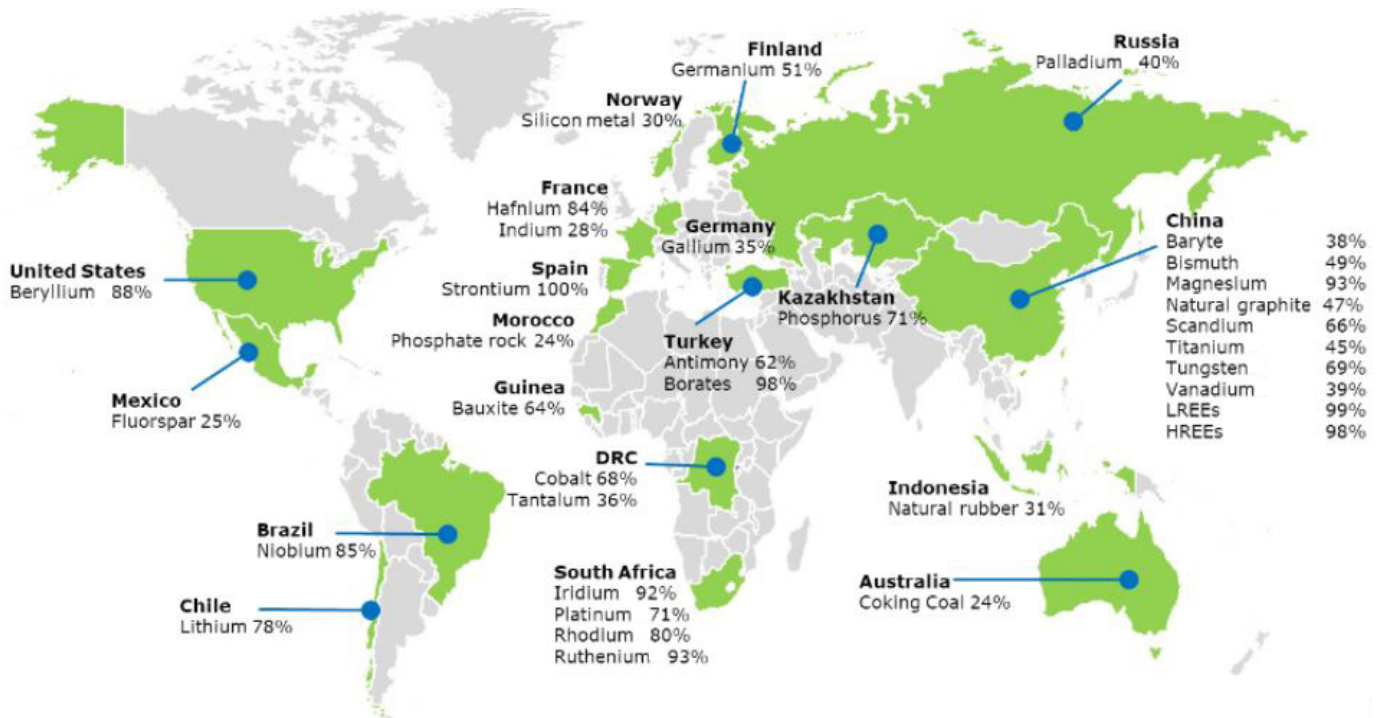 Finland
Germanium 51%
Russia
Palladium 40%
Norway
Silicon metal 30%
France
Hafnium 84%
Indium 28%
Germany
Gallium 35%
China
Baryte 38%
Bismuth 49%
Magnesium 93%
Natural graphite 47%
Scandium 66%
Titanium 45%
Tungsten 69%
Vanadium 39%
LREEs 99%
HREEs 98%
United States
Beryllium 88%
Spain
Strontium 100%
Kazakhstan
Phosphorus 71%
Morocco
Phosphate rock 24%
Turkey
Antimony 62%
Borates 98%
Mexico
Fluorspar 25%
Guinea
Bauxite 64%
DRC
Cobalt 68%
Tantalum 36%
Indonesia
Natural rubber 31%
Brazil
Niobium 85%
South Africa
Iridium 92%
Platinum 71%
Rhodium 80%
Ruthenium 93%
Australia
Coking Coal 24%
Chile
Lithium 78%